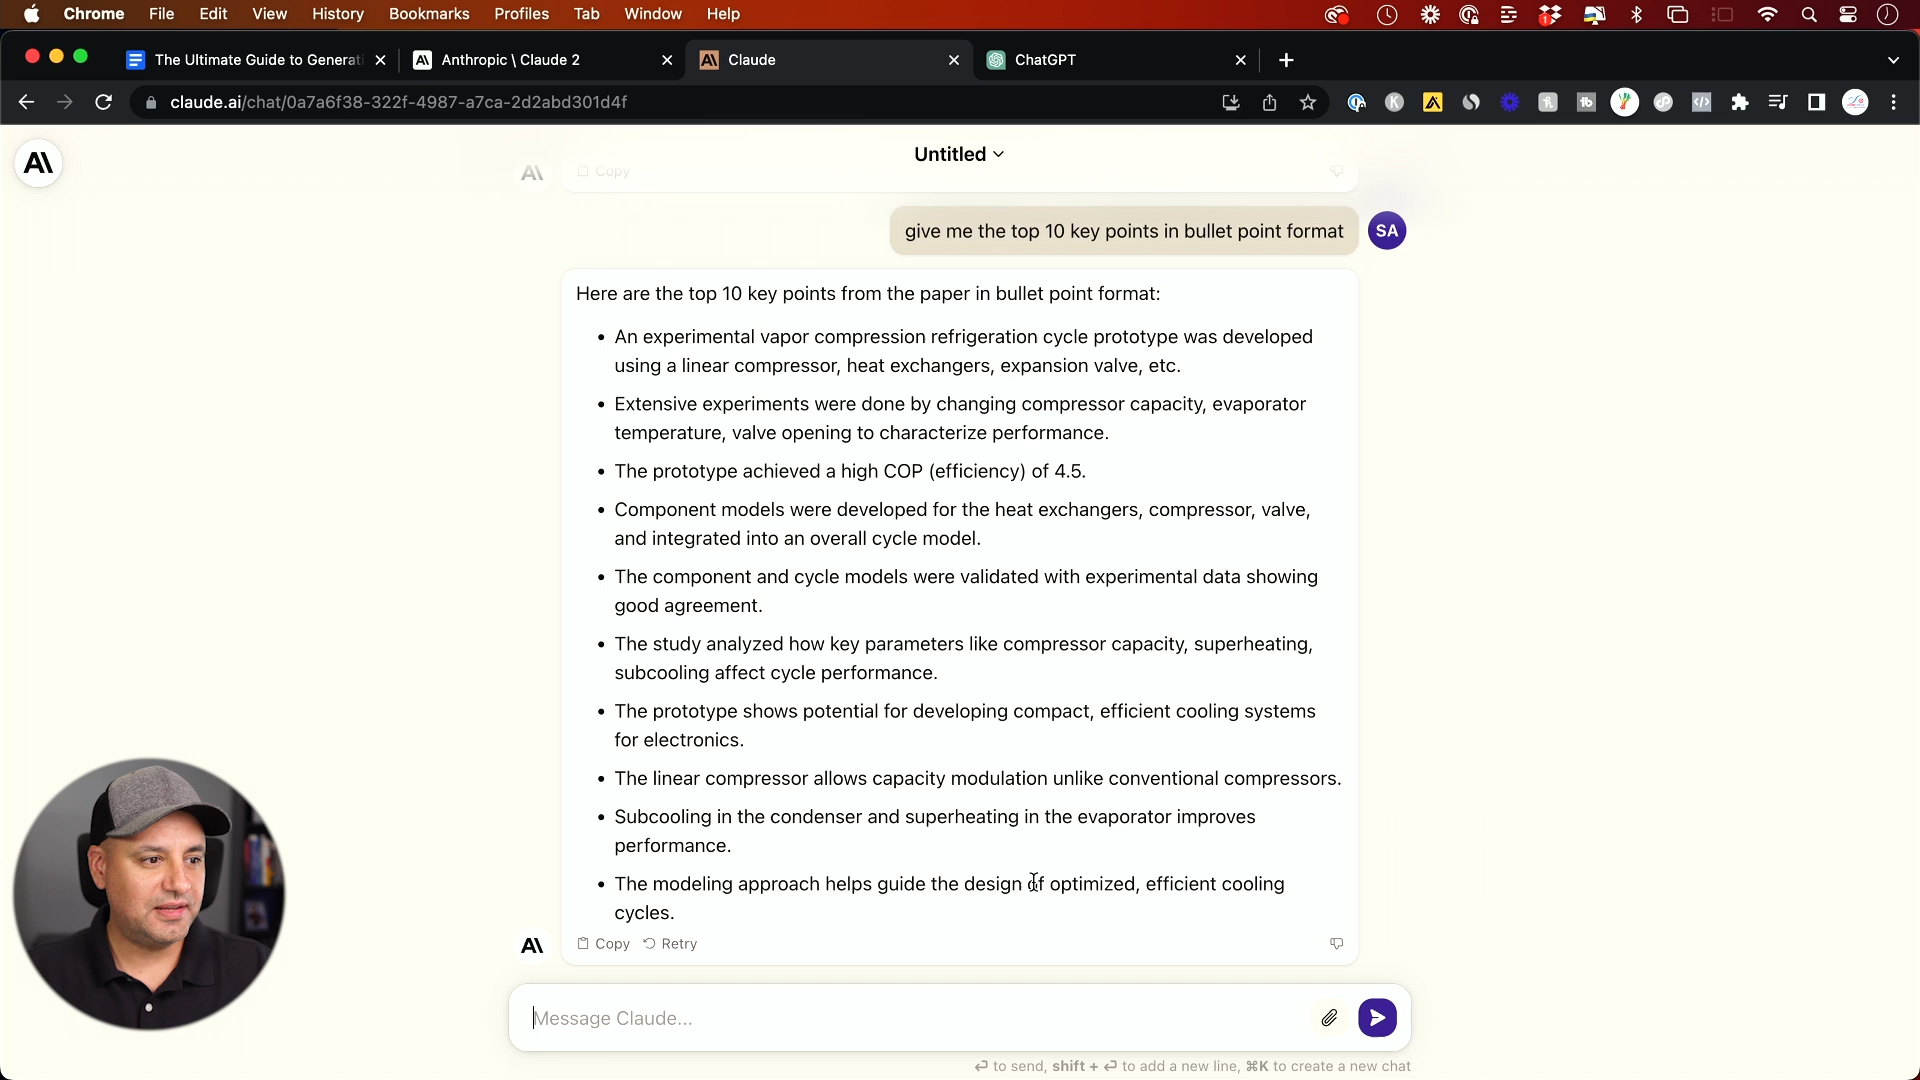 Chrome File Edit View History Bookmarks Profiles Tab Window Help
The Ultimate Guide to Generati
Anthropic \ Claude 2
Claude
ChatGPT
claude.ai/chat/0a7a6f38-322f-4987-a7ca-2d2abd301d4f
Untitled
Copy
give me the top 10 key points in bullet point format
SA
Here are the top 10 key points from the paper in bullet point format:
• An experimental vapor compression refrigeration cycle prototype was developed
using a linear compressor, heat exchangers, expansion valve, etc.
• Extensive experiments were done by changing compressor capacity, evaporator
temperature, valve opening to characterize performance.
• The prototype achieved a high COP (efficiency) of 4.5.
• Component models were developed for the heat exchangers, compressor, valve,
and integrated into an overall cycle model.
• The component and cycle models were validated with experimental data showing
good agreement.
• The study analyzed how key parameters like compressor capacity, superheating,
subcooling affect cycle performance.
• The prototype shows potential for developing compact, efficient cooling systems
for electronics.
• The linear compressor allows capacity modulation unlike conventional compressors.
• Subcooling in the condenser and superheating in the evaporator improves
performance.
• The modeling approach helps guide the design of optimized, efficient cooling
cycles.
Copy Retry
Message Claude...
⏎ to send, shift + ⏎ to add a new line, ⌘K to create a new chat